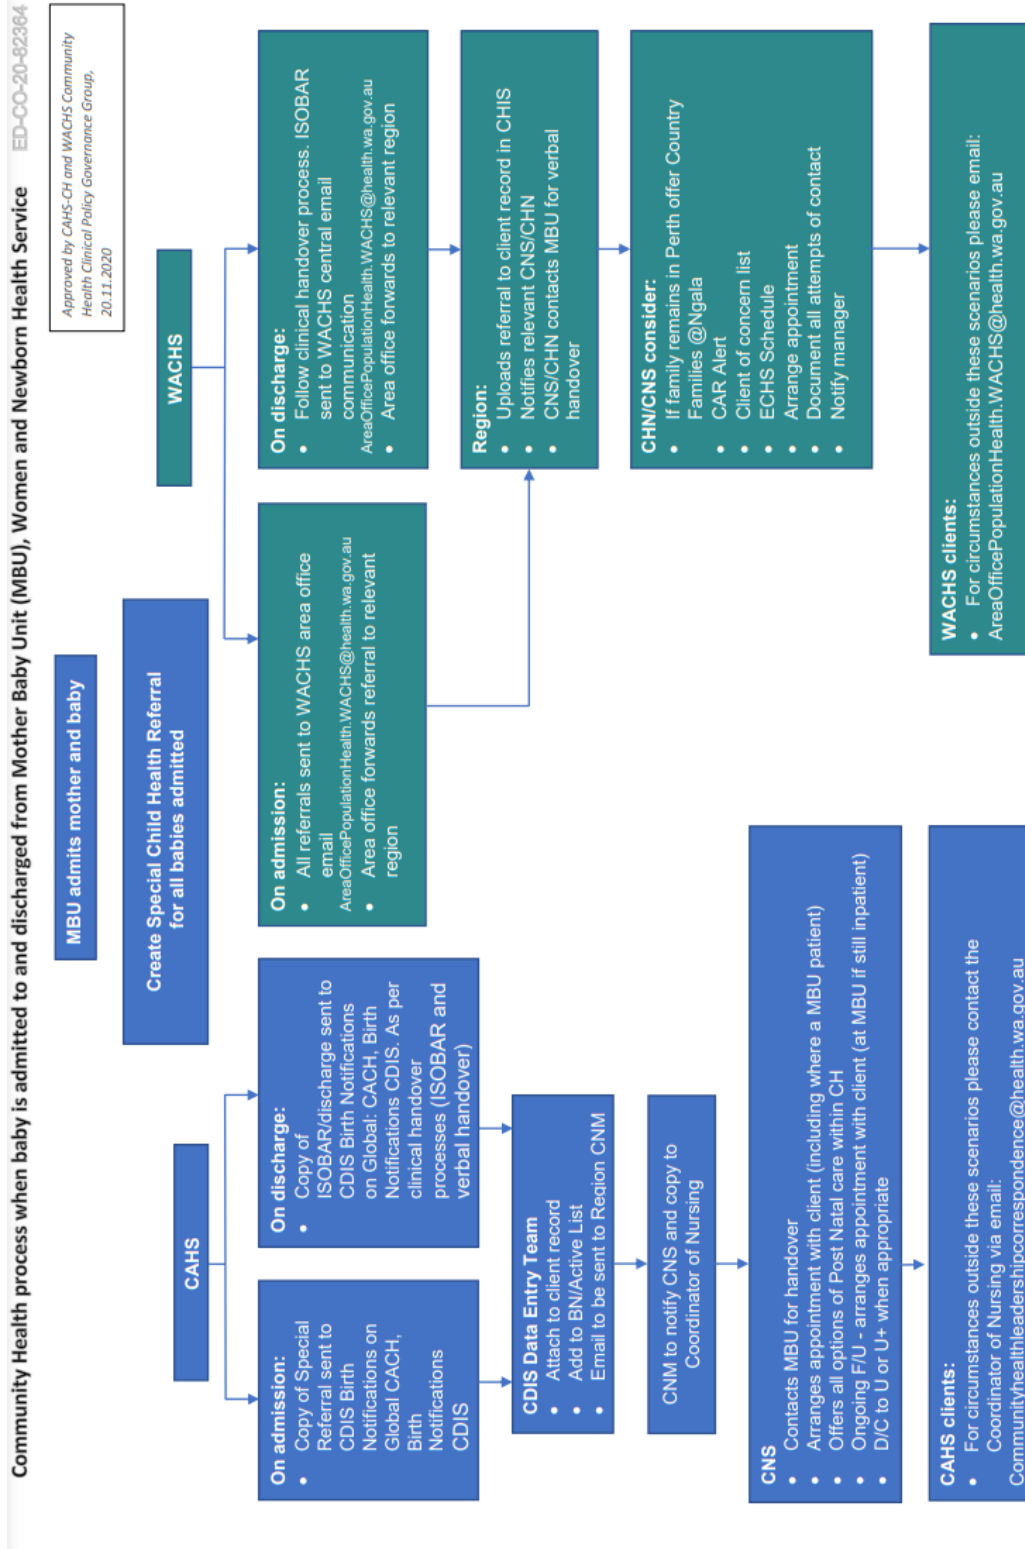 Community Health process when baby is admitted to and discharged from Mother Baby Unit (MBU), Women and Newborn Health Service
ED-CO-20-82364
Approved by CAHS-CH and WACHS Community
Health Clinical Policy Governance Group,
20.11.2020
MBU admits mother and baby
Create Special Child Health Referral
for all babies admitted
CAHS
On admission:
• Copy of Special
Referral sent to
CDIS Birth
Notifications on
Global CACH,
Birth
Notifications
CDIS
On discharge:
• Copy of
ISOBAR/discharge sent to
CDIS Birth Notifications
on Global: CACH, Birth
Notifications CDIS. As per
clinical handover
processes (ISOBAR and
verbal handover)
CDIS Data Entry Team
• Attach to client record
• Add to BN/Active List
• Email to be sent to Region CNM
CNM to notify CNS and copy to
Coordinator of Nursing
CNS
• Contacts MBU for handover
• Arranges appointment with client (including where a MBU patient)
• Offers all options of Post Natal care within CH
• Ongoing F/U - arranges appointment with client (at MBU if still inpatient)
• D/C to U or U+ when appropriate
CAHS clients:
• For circumstances outside these scenarios please contact the
Coordinator of Nursing via email:
Communityhealthleadershipcorrespondence@health.wa.gov.au
WACHS
On admission:
• All referrals sent to WACHS area office
email
AreaOfficePopulationHealth.WACHS@health.wa.gov.au
• Area office forwards referral to relevant
region
On discharge:
• Follow clinical handover process. ISOBAR
sent to WACHS central email
communication
AreaOfficePopulationHealth.WACHS@health.wa.gov.au
• Area office forwards to relevant region
Region:
• Uploads referral to client record in CHIS
• Notifies relevant CNS/CHN
• CNS/CHN contacts MBU for verbal
handover
CHN/CNS consider:
• If family remains in Perth offer Country
Families @Ngala
• CAR Alert
• Client of concern list
• ECHS Schedule
• Arrange appointment
• Document all attempts of contact
• Notify manager
WACHS clients:
• For circumstances outside these scenarios please email:
AreaOfficePopulationHealth.WACHS@health.wa.gov.au